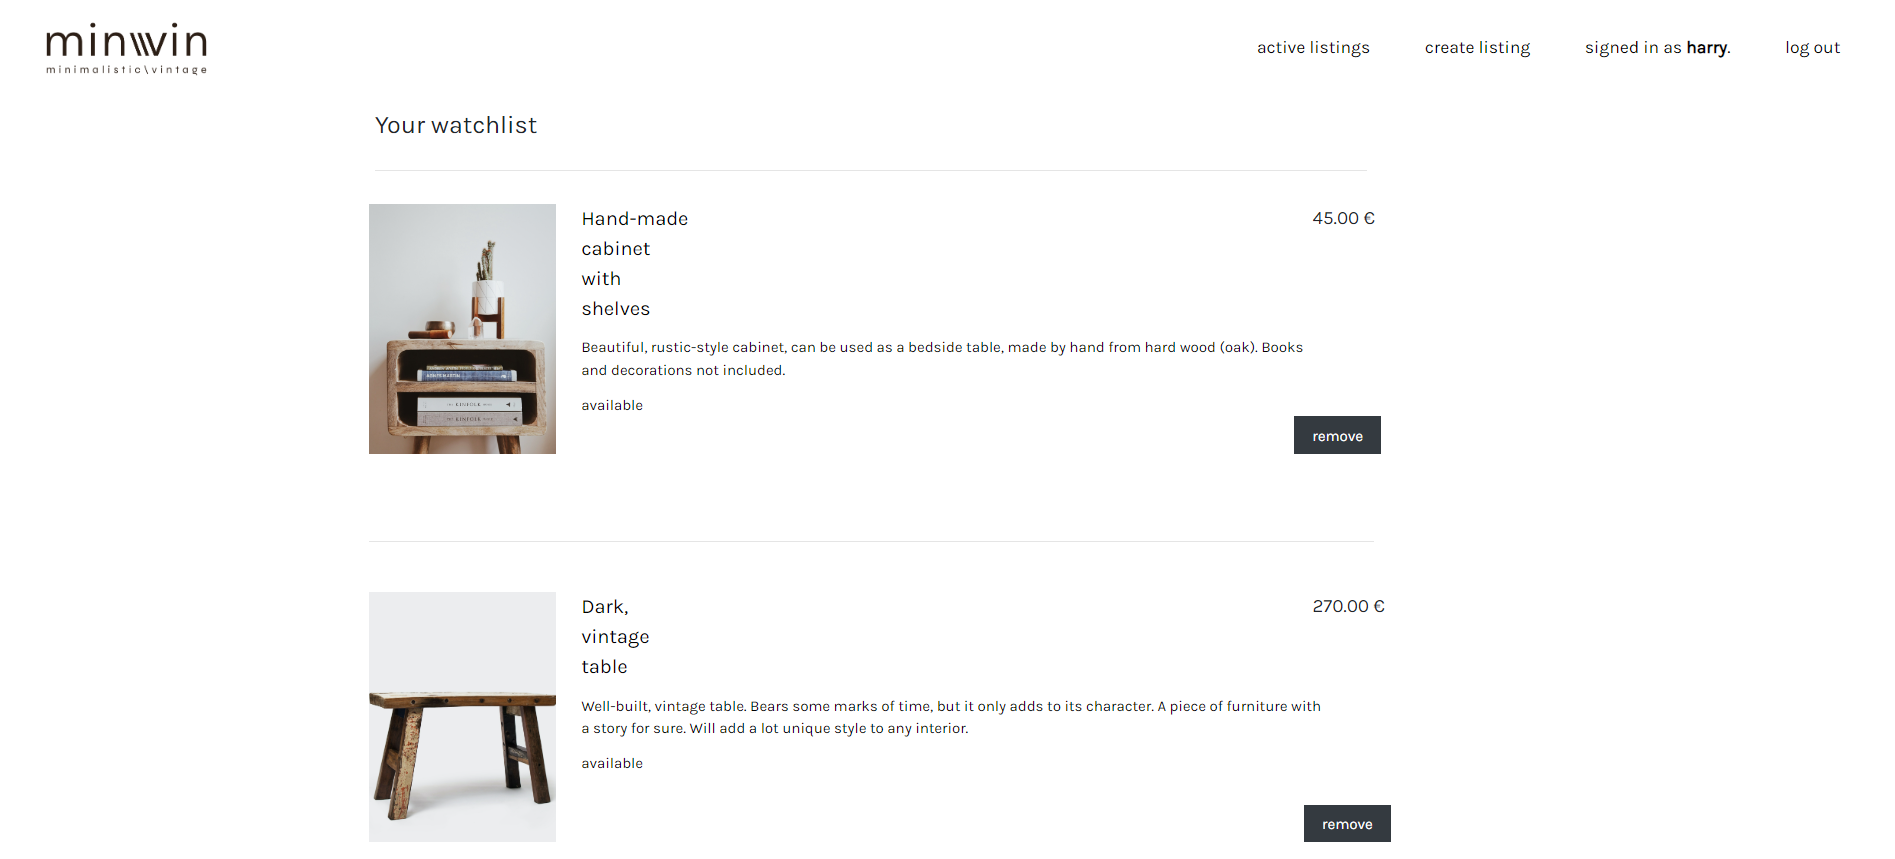 minwin
minimalistic\vintage
active listings
create listing
signed in as harry.
log out
Your watchlist
Hand-made
cabinet
with
shelves
45.00 €
Beautiful, rustic-style cabinet, can be used as a bedside table, made by hand from hard wood (oak). Books
and decorations not included.
available
remove
KINFOLK
KINFOLK
Dark,
vintage
table
270.00 €
Well-built, vintage table. Bears some marks of time, but it only adds to its character. A piece of furniture with
a story for sure. Will add a lot unique style to any interior.
available
remove